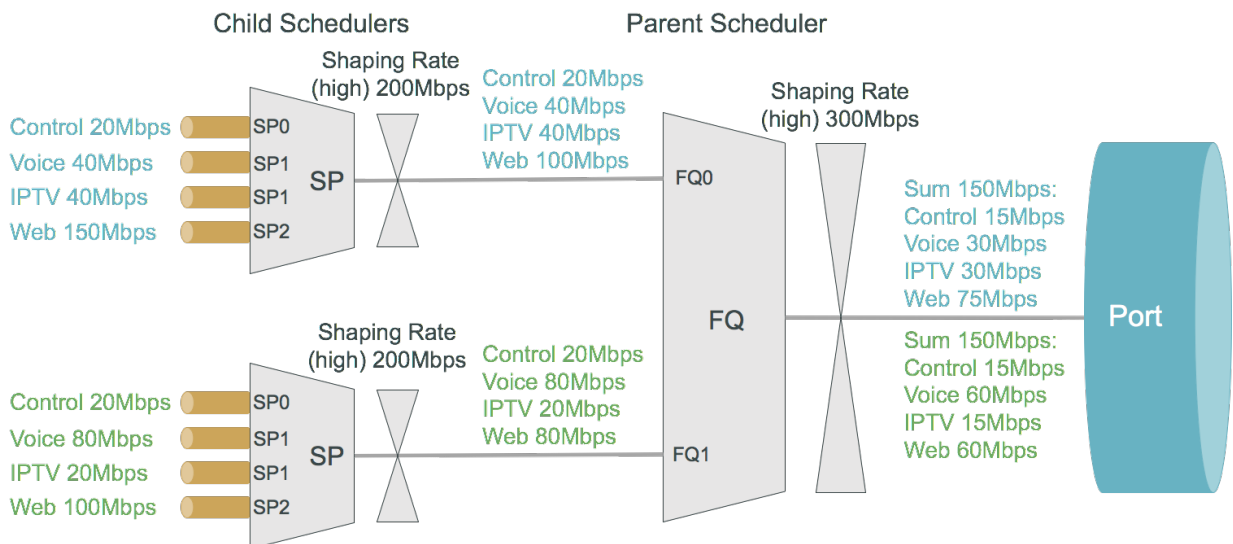 Child Schedulers
Parent Scheduler
Shaping Rate
(high) 200Mbps
Control 20Mbps
Voice 40Mbps
IPTV 40Mbps
Web 100Mbps
Shaping Rate
(high) 300Mbps
Control 20Mbps
Voice 40Mbps
IPTV 40Mbps
Web 150Mbps
SP0
SP1
SP1
SP2
SP
FQ0
Sum 150Mbps:
Control 15Mbps
Voice 30Mbps
IPTV 30Mbps
Web 75Mbps
FQ
Port
Shaping Rate
(high) 200Mbps
Control 20Mbps
Voice 80Mbps
IPTV 20Mbps
Web 80Mbps
Sum 150Mbps:
Control 15Mbps
Voice 60Mbps
IPTV 15Mbps
Web 60Mbps
Control 20Mbps
Voice 80Mbps
IPTV 20Mbps
Web 100Mbps
SP0
SP1
SP1
SP2
SP
FQ1